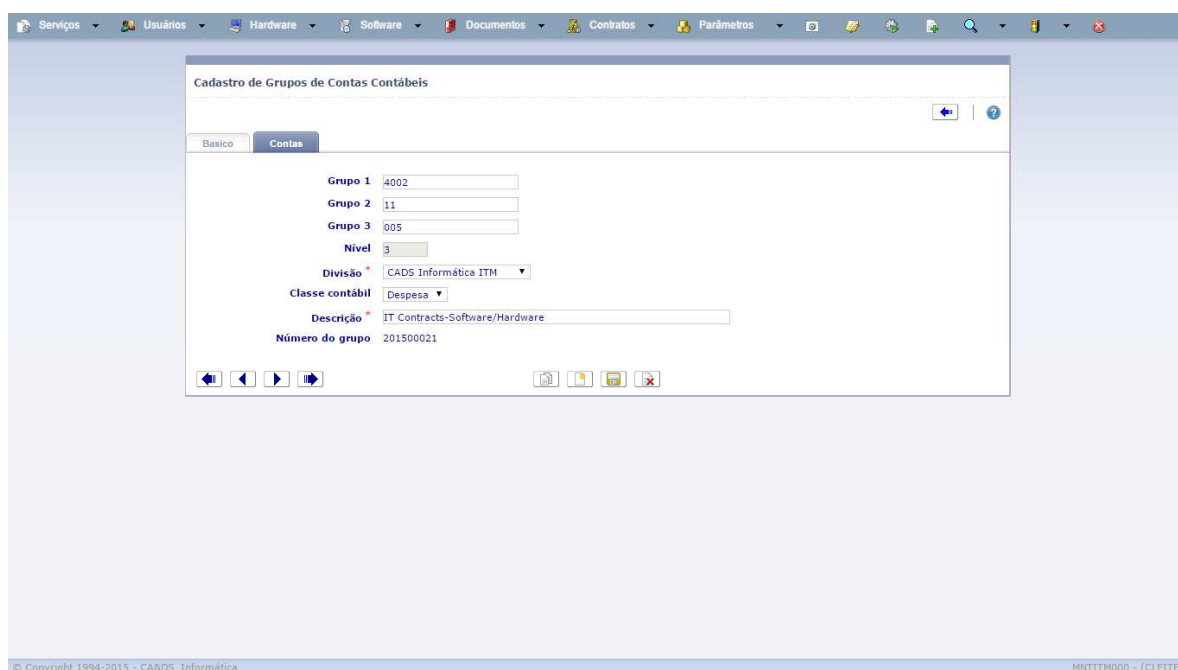 Serviços Usuários Hardware Software Documentos Contratos Parâmetros
Cadastro de Grupos de Contas Contábeis
Basico Contas
Grupo 1 4002
Grupo 2 11
Grupo 3 005
Nível 3
Divisão * CADS Informática ITM
Classe contábil Despesa
Descrição * IT Contracts-Software/Hardware
Número do grupo 201500021
© Copyright 1994-2015 - CA&DS Informática MNTITM000 - (CLEITE